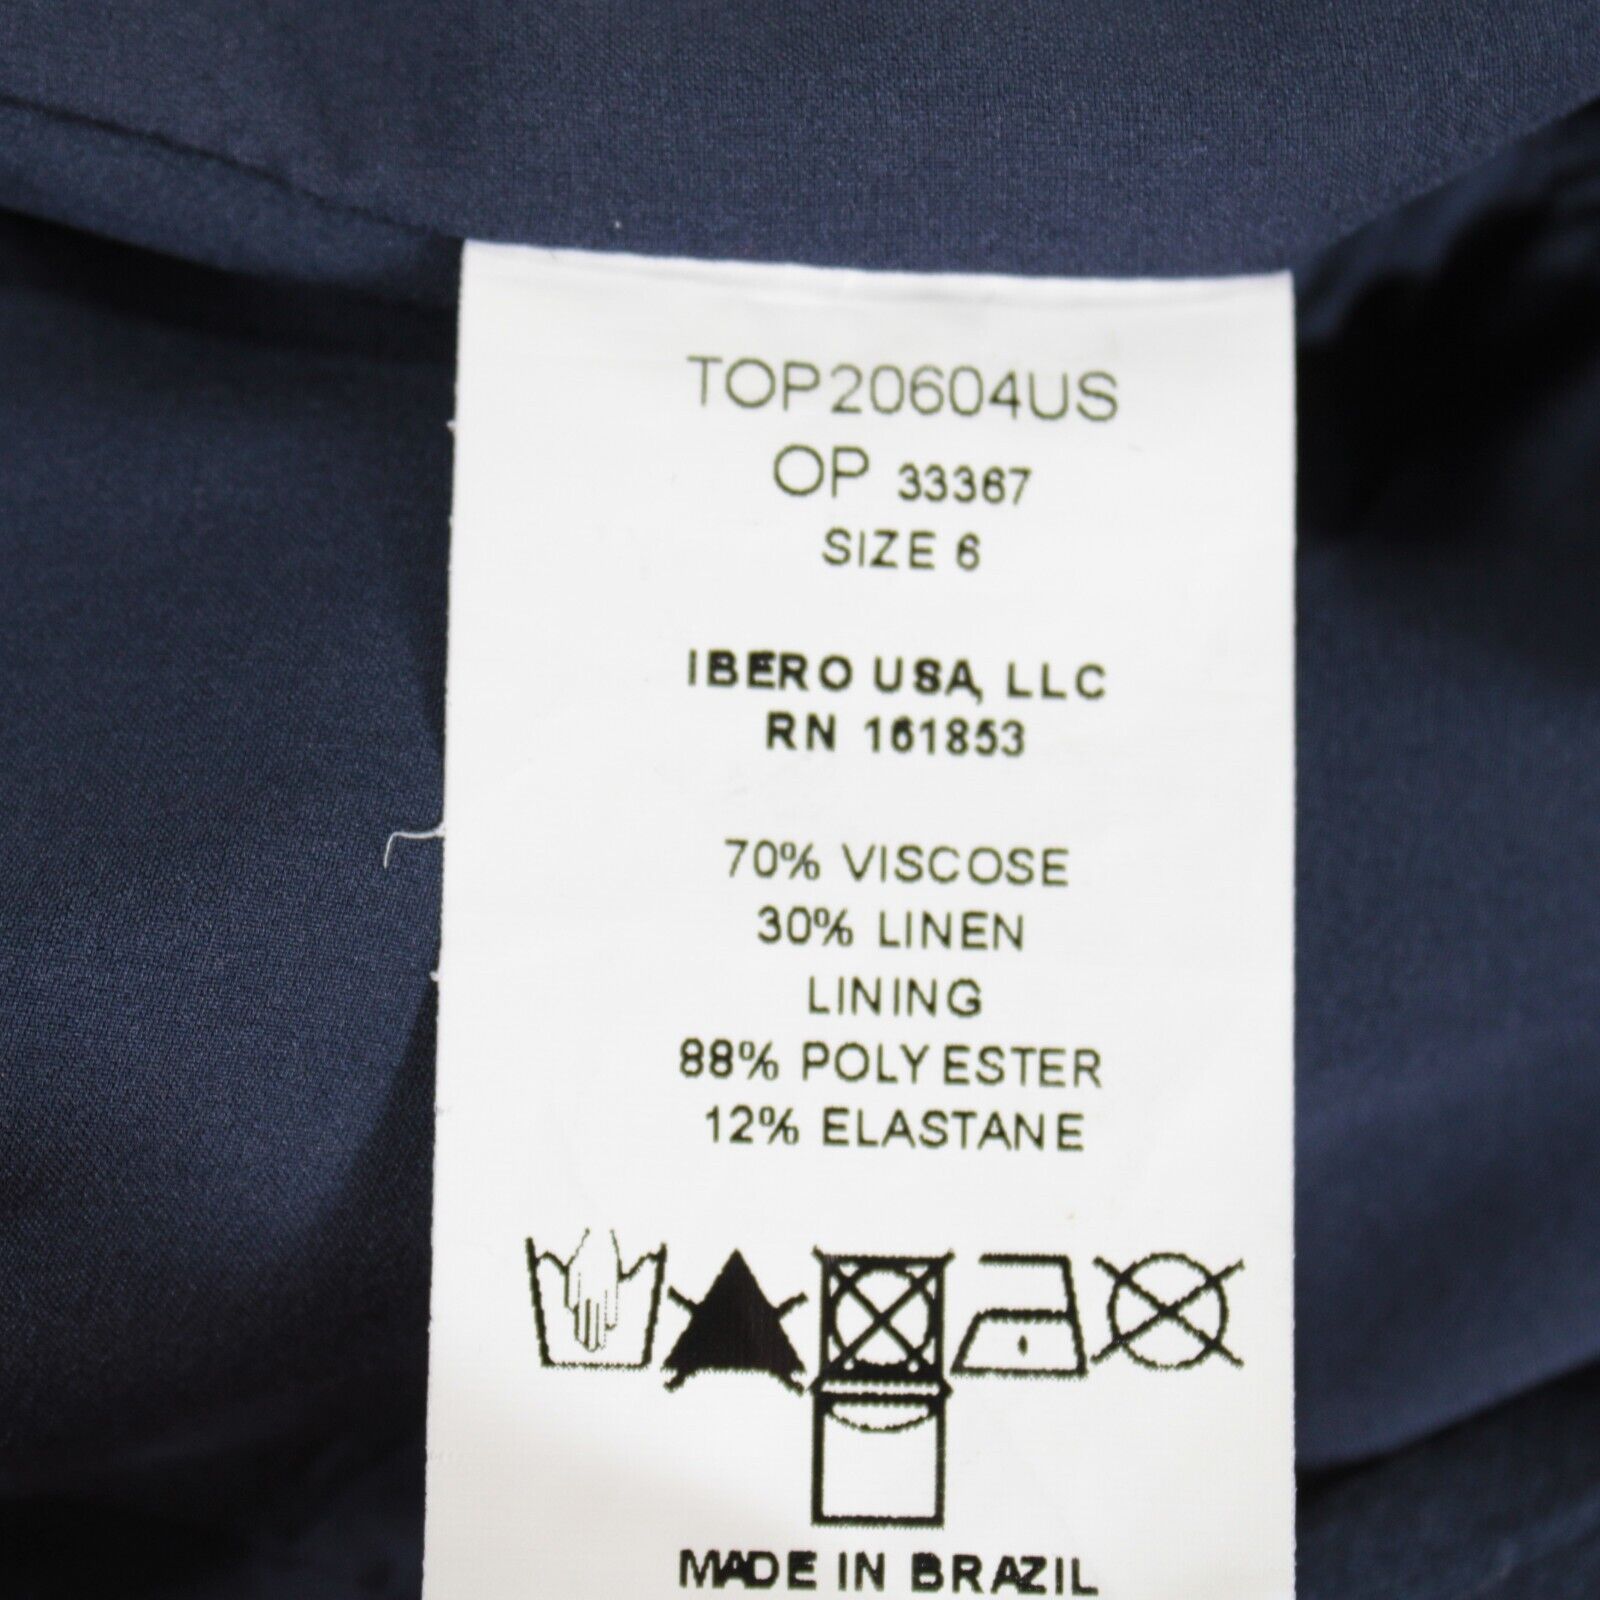 TOP20604US
OP 33367
SIZE 6
IBERO USA, LLC
RN 161853
70% VISCOSE
30% LINEN
LINING
88% POLYESTER
12% ELASTANE
MADE IN BRAZIL